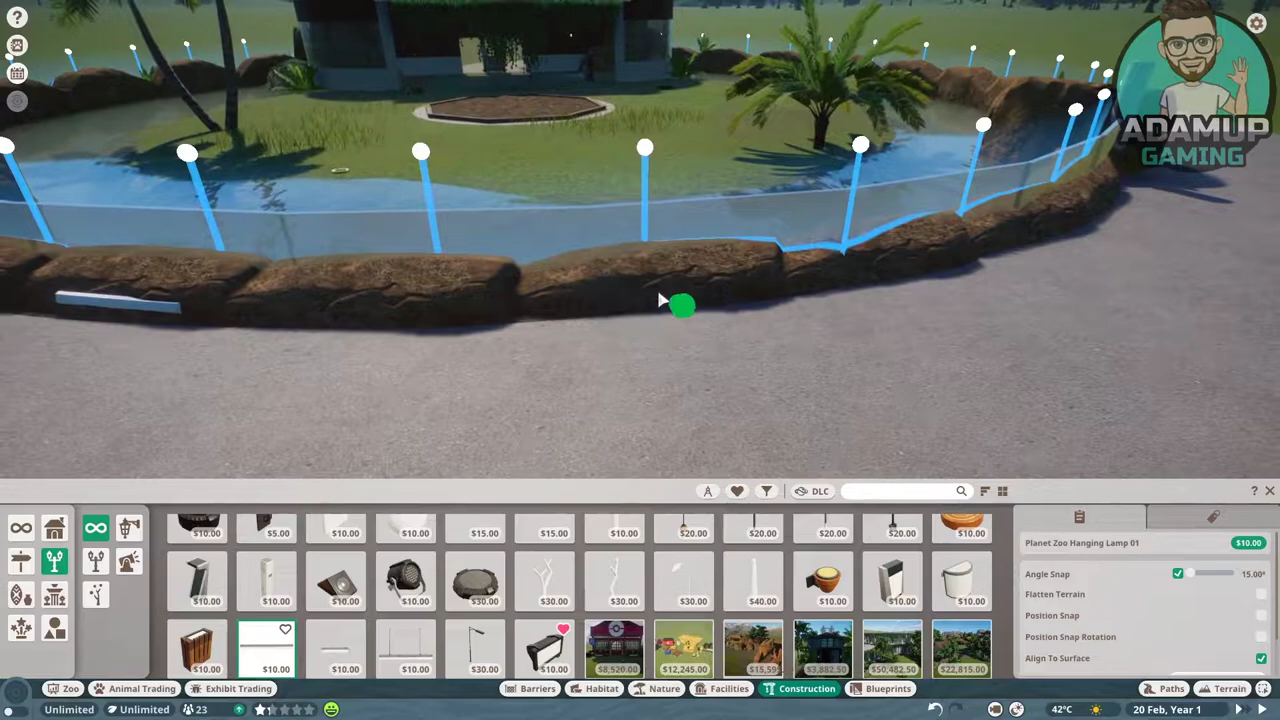 ?
ADAMUP
GAMING
DLC
? ×
$10.00 $5.00 $10.00 $10.00 $15.00 $15.00 $10.00 $20.00 $20.00 $10.00 $20.00 $10.00
$10.00 $10.00 $10.00 $10.00 $30.00 $30.00 $30.00 $30.00 $40.00 $10.00 $10.00 $10.00
$10.00 $10.00 $10.00 $10.00 $30.00 $10.00 $8,520.00 $12,245.00 $3,882.50 $50,482.50 $22,815.00
Planet Zoo Hanging Lamp 01 $10.00
Angle Snap 15.00°
Flatten Terrain
Position Snap
Position Snap Rotation
Align To Surface
Zoo Animal Trading Exhibit Trading Barriers Habitat Nature Facilities Construction Blueprints Paths Terrain
Unlimited Unlimited 23 42°C 20 Feb, Year 1